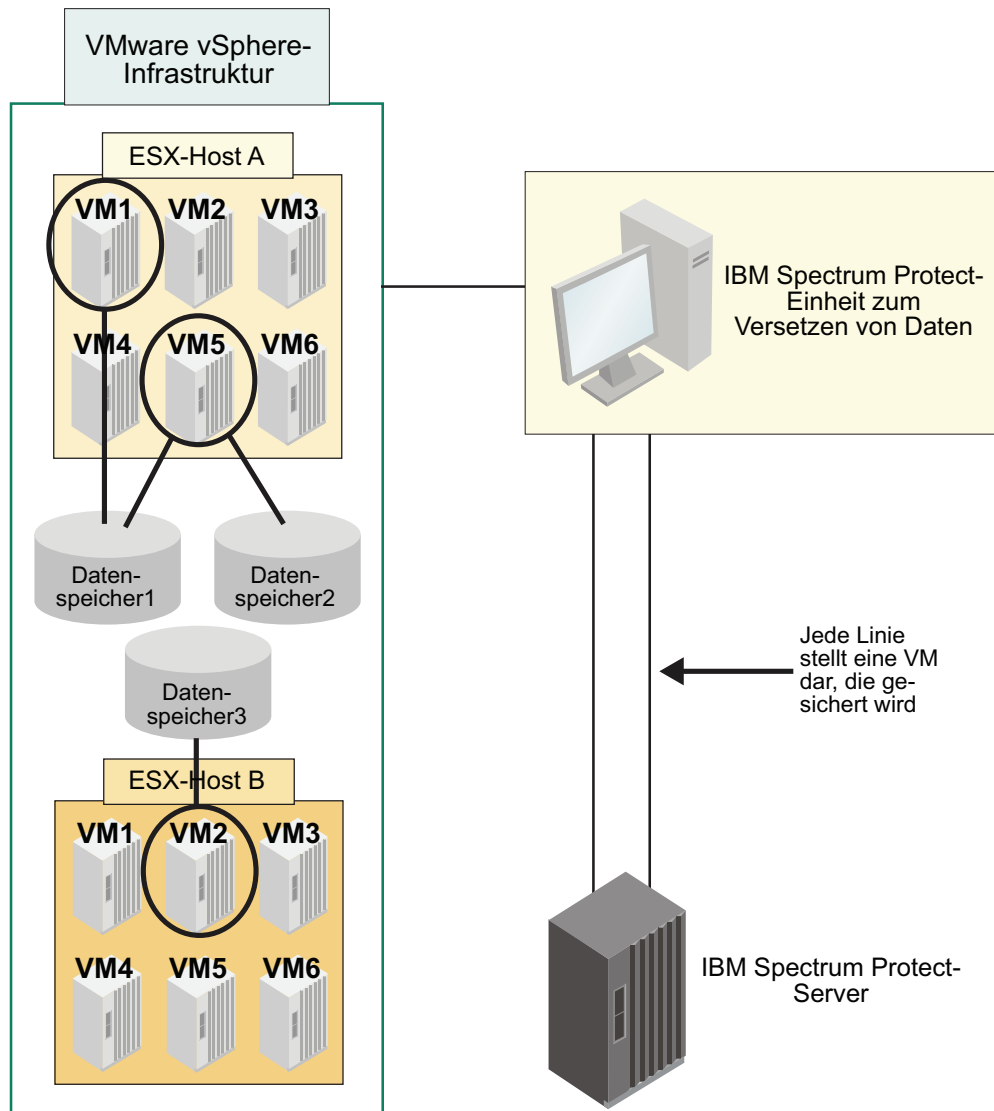 VMware vSphere-
Infrastruktur
ESX-Host A
VM1 VM2 VM3
VM4 VM5 VM6
Daten-
speicher1
Daten-
speicher2
Daten-
speicher3
ESX-Host B
VM1 VM2 VM3
VM4 VM5 VM6
IBM Spectrum Protect-
Einheit zum
Versetzen von Daten
Jede Linie
stellt eine VM
dar, die ge-
sichert wird
IBM Spectrum Protect-
Server